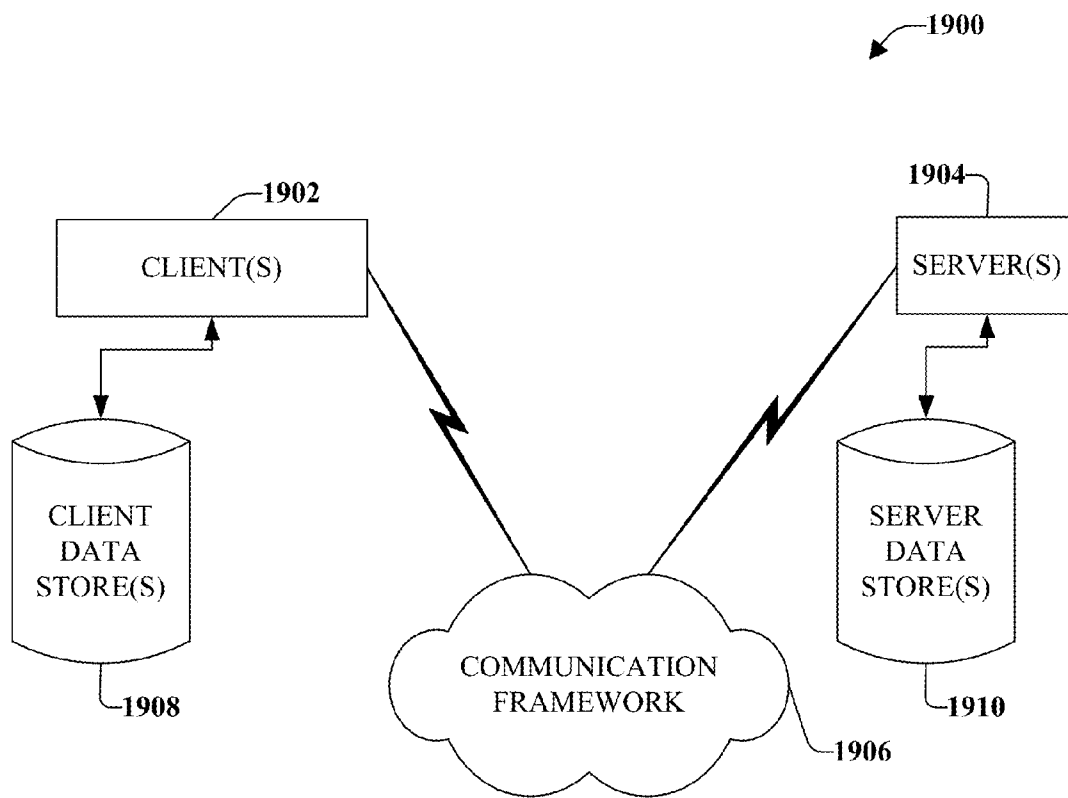 1900
1902
1904
CLIENT(S)
SERVER(S)
CLIENT
DATA
STORE(S)
SERVER
DATA
STORE(S)
COMMUNICATION
FRAMEWORK
1908
1910
1906